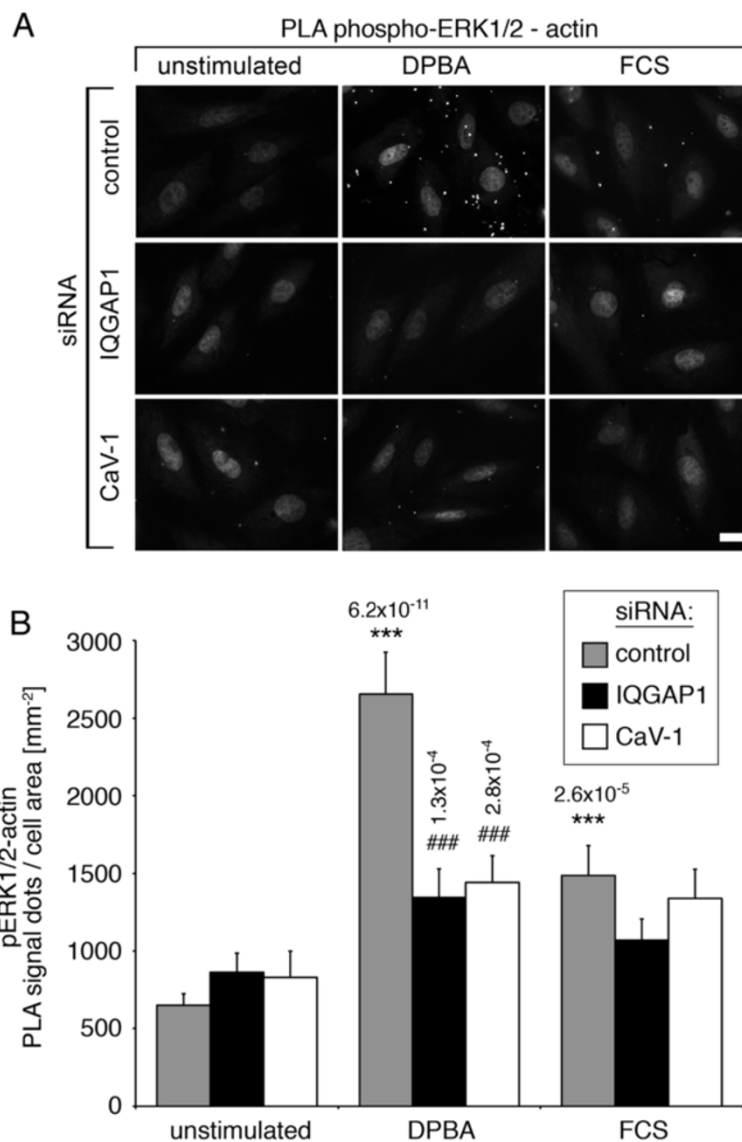 A
PLA phospho-ERK1/2 - actin
unstimulated DPBA FCS
siRNA
control
IQGAP1
CaV-1
B
pERK1/2-actin
PLA signal dots / cell area [mm⁻²]
3000
2500
2000
1500
1000
500
0
6.2x10⁻¹¹
***
1.3x10⁻⁴
###
2.8x10⁻⁴
###
2.6x10⁻⁵
***
siRNA:
control
IQGAP1
CaV-1
unstimulated DPBA FCS